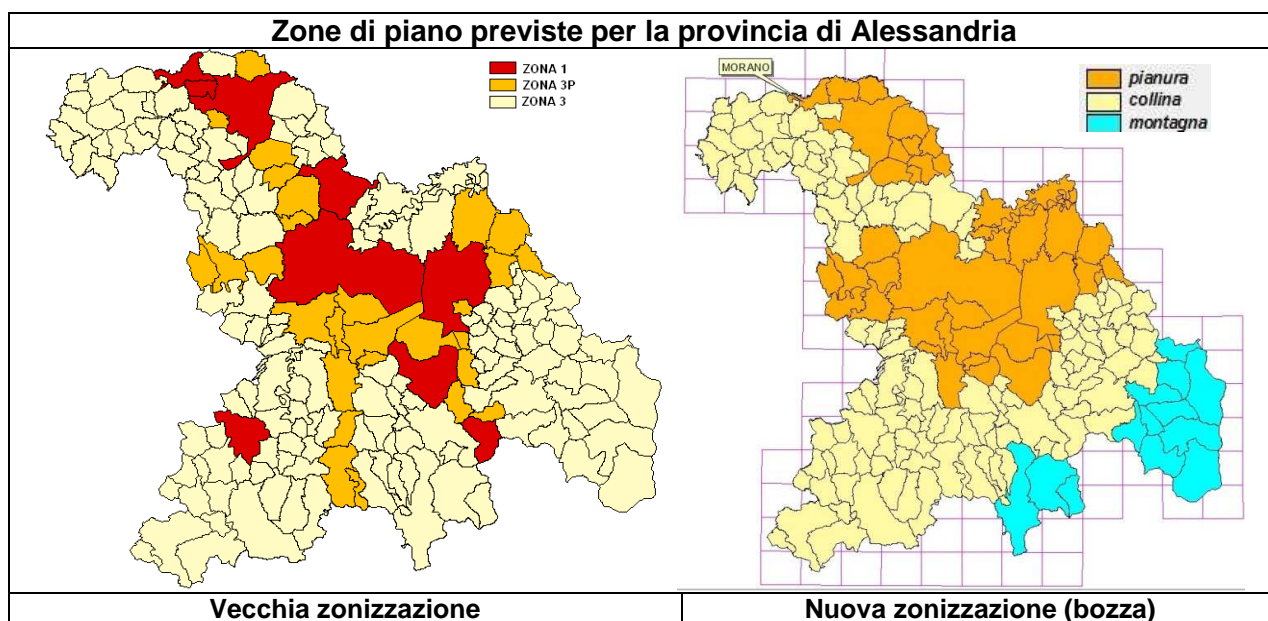 Zone di piano previste per la provincia di Alessandria
ZONA 1
ZONA 3P
ZONA 3
MORANO
pianura
collina
montagna
Vecchia zonizzazione
Nuova zonizzazione (bozza)